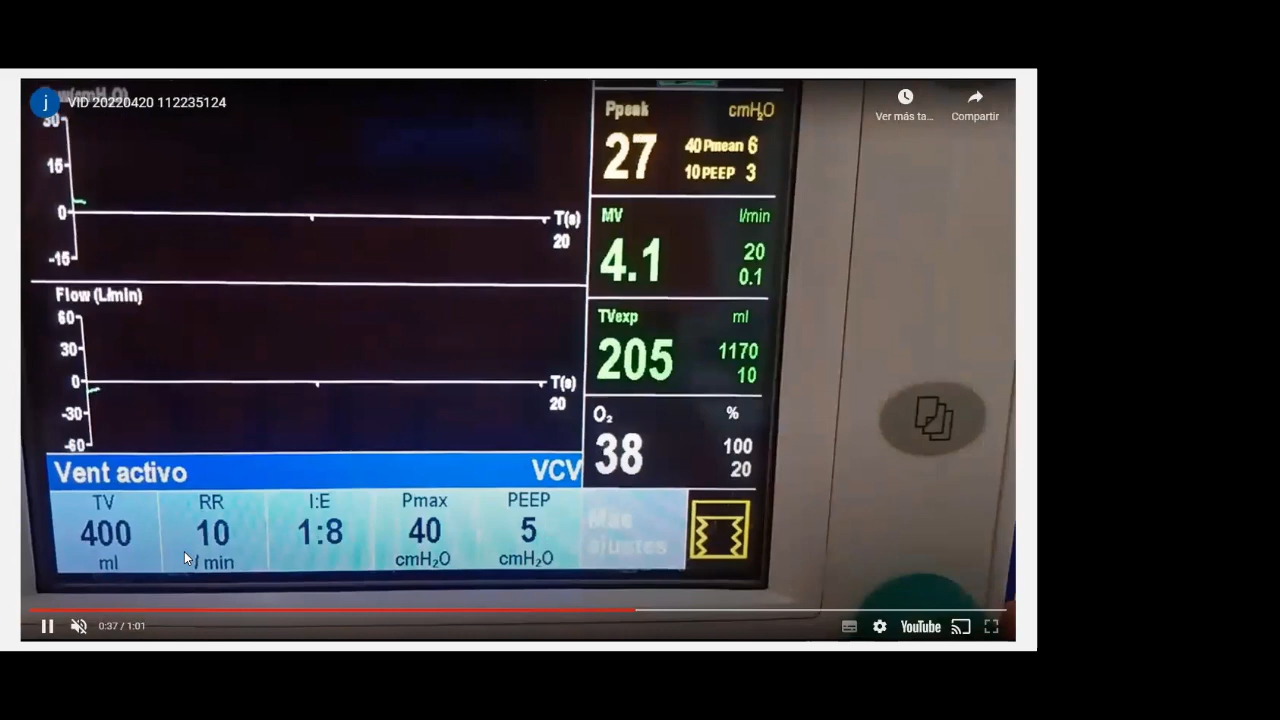 j VID 20220420 112235124
Ver más ta...
Compartir
30
15
0
-15
T(s)
20
Flow (L/min)
60
30
0
-30
-60
T(s)
20
Ppeak cmH₂O
27
40 Pmean 6
10 PEEP 3
MV l/min
4.1
20
0.1
TVexp ml
205
1170
10
O₂ %
38
100
20
Vent activo VCV
TV RR I:E Pmax PEEP
400 10 1:8 40 5
ml / min cmH₂O cmH₂O
Mas
ajustes
0:37 / 1:01
YouTube